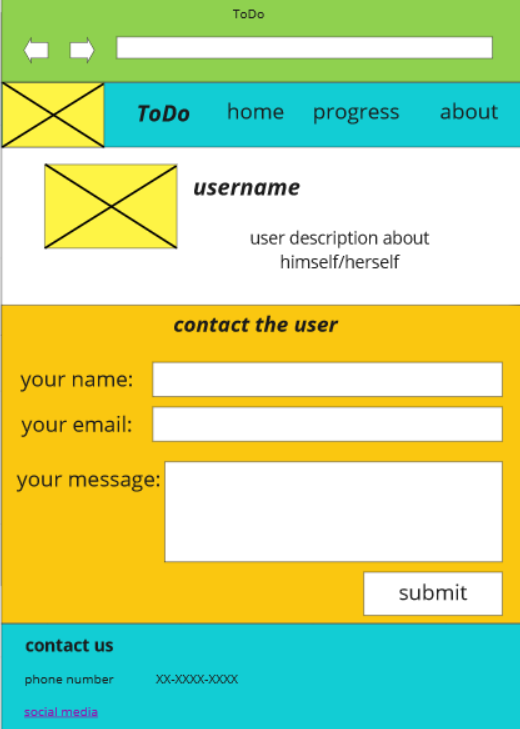 ToDo
ToDo home progress about
username
user description about
himself/herself
contact the user
your name:
your email:
your message:
submit
contact us
phone number XX-XXXX-XXXX
social media